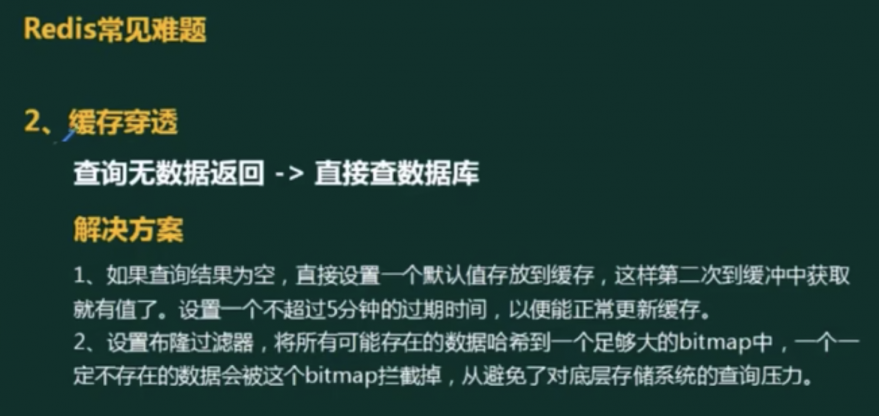 Redis常见难题
2、缓存穿透
查询无数据返回 -> 直接查数据库
解决方案
1、如果查询结果为空，直接设置一个默认值存放到缓存，这样第二次到缓冲中获取
就有值了。设置一个不超过5分钟的过期时间，以便能正常更新缓存。
2、设置布隆过滤器，将所有可能存在的数据哈希到一个足够大的bitmap中，一个一
定不存在的数据会被这个bitmap拦截掉，从避免了对底层存储系统的查询压力。